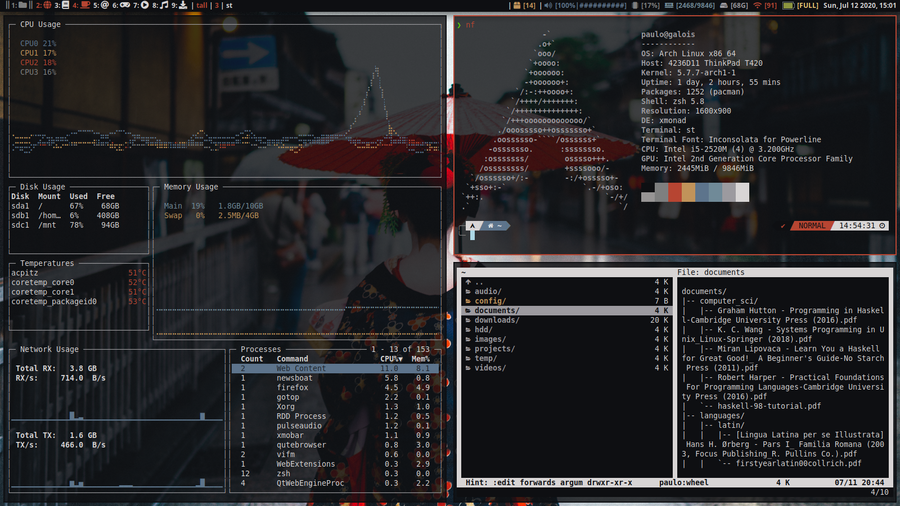 1: 2: 3: 4: 5: 6: 7: 8: 9: | tall | 3 | st
[14] | [100%|##########] | [17%] | [2468/9846] | [68G] | [91] | [FULL] Sun, Jul 12 2020, 15:01
CPU Usage
CPU0 21%
CPU1 17%
CPU2 18%
CPU3 16%
Disk Usage
Disk Mount Used Free
sda1 / 67% 68GB
sdb1 /hom… 6% 408GB
sdc1 /mnt 78% 94GB
Memory Usage
Main 19% 1.8GB/10GB
Swap 0% 2.5MB/4GB
Temperatures
acpitz 51°C
coretemp_core0 52°C
coretemp_core1 51°C
coretemp_packageid0 53°C
Network Usage
Total RX: 3.8 GB
RX/s: 714.0 B/s
Total TX: 1.6 GB
TX/s: 466.0 B/s
Processes 1 - 13 of 153
Count Command CPU%▼ Mem%
2 Web Content 11.0 8.1
1 newsboat 5.8 0.8
1 firefox 4.5 4.9
1 gotop 2.2 0.1
1 Xorg 1.3 1.0
1 RDD Process 1.2 0.5
1 pulseaudio 1.2 0.1
1 xmobar 1.1 0.9
1 qutebrowser 0.8 3.0
2 vifm 0.6 0.0
1 WebExtensions 0.3 2.9
12 zsh 0.3 0.0
4 QtWebEngineProc 0.3 2.2
❯ nf
paulo@galois
------------
OS: Arch Linux x86_64
Host: 4236D11 ThinkPad T420
Kernel: 5.7.7-arch1-1
Uptime: 1 day, 2 hours, 55 mins
Packages: 1252 (pacman)
Shell: zsh 5.8
Resolution: 1600x900
DE: xmonad
Terminal: st
Terminal Font: Inconsolata for Powerline
CPU: Intel i5-2520M (4) @ 3.200GHz
GPU: Intel 2nd Generation Core Processor Family
Memory: 2445MiB / 9846MiB
~
✔ NORMAL 14:54:31
~
.. 4 K
audio/ 4 K
config/ 7 B
documents/ 4 K
downloads/ 20 K
hdd/ 4 K
images/ 4 K
projects/ 4 K
temp/ 4 K
videos/ 4 K
File: documents
documents/
|-- computer_sci/
| |-- Graham Hutton - Programming in Haskel
l-Cambridge University Press (2016).pdf
| |-- K. C. Wang - Systems Programming in U
nix_Linux-Springer (2018).pdf
| |-- Miran Lipovaca - Learn You a Haskell
for Great Good!_ A Beginner's Guide-No Starch
Press (2011).pdf
| |-- Robert Harper - Practical Foundations
For Programming Languages-Cambridge Universi
ty Press (2016).pdf
| `-- haskell-98-tutorial.pdf
|-- languages/
| |-- latin/
| | |-- [Lingua Latina per se Illustrata]
Hans H. Ørberg - Pars I_ Familia Romana (200
3, Focus Publishing_R. Pullins Co.).pdf
| | `-- firstyearlatin00collrich.pdf
Hint: :edit forwards argum drwxr-xr-x paulo:wheel 4 K 07/11 20:44
4/10